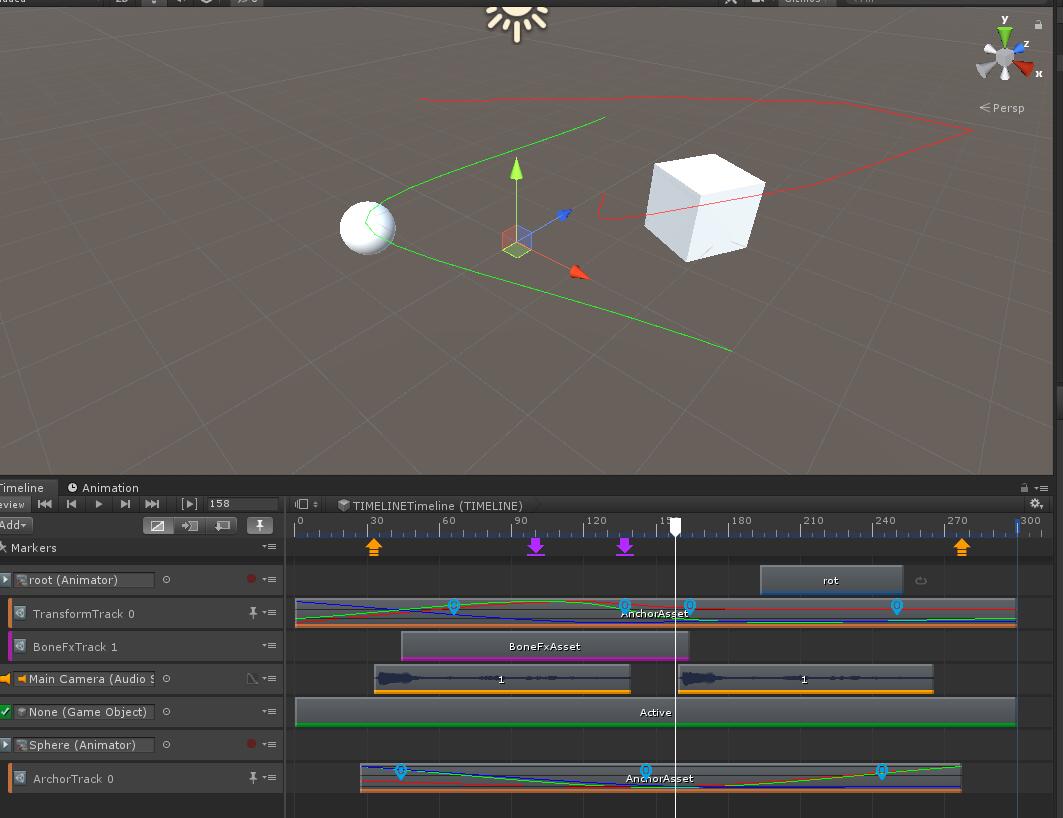 y
z
x
Persp
Timeline
Animation
158
TIMELINETimeline (TIMELINE)
Add
0 30 60 90 120 180 210 240 270 300
Markers
root (Animator)
rot
TransformTrack 0
AnchorAsset
BoneFxTrack 1
BoneFxAsset
Main Camera (Audio S
1
1
None (Game Object)
Active
Sphere (Animator)
ArchorTrack 0
AnchorAsset